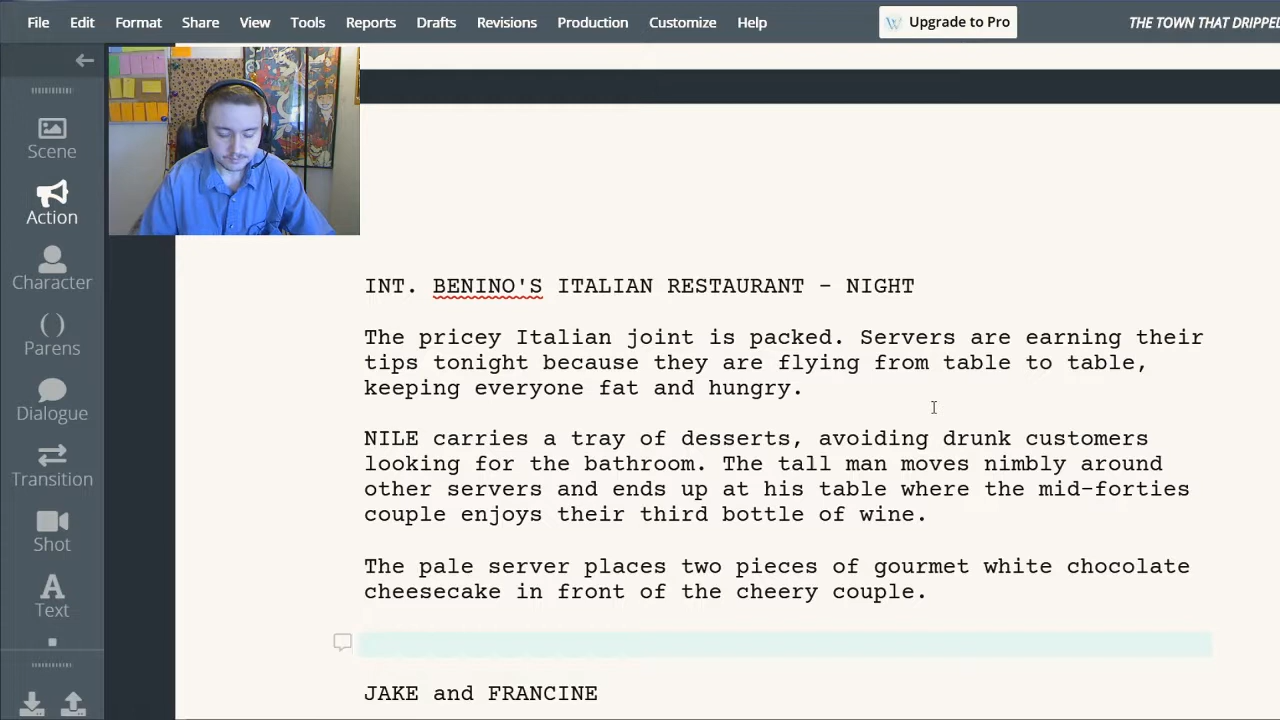 File Edit Format Share View Tools Reports Drafts Revisions Production Customize Help Upgrade to Pro THE TOWN THAT DRIPPED
Scene
Action
Character
Parens
Dialogue
Transition
Shot
Text
INT. BENINO'S ITALIAN RESTAURANT - NIGHT
The pricey Italian joint is packed. Servers are earning their
tips tonight because they are flying from table to table,
keeping everyone fat and hungry.
NILE carries a tray of desserts, avoiding drunk customers
looking for the bathroom. The tall man moves nimbly around
other servers and ends up at his table where the mid-forties
couple enjoys their third bottle of wine.
The pale server places two pieces of gourmet white chocolate
cheesecake in front of the cheery couple.
JAKE and FRANCINE